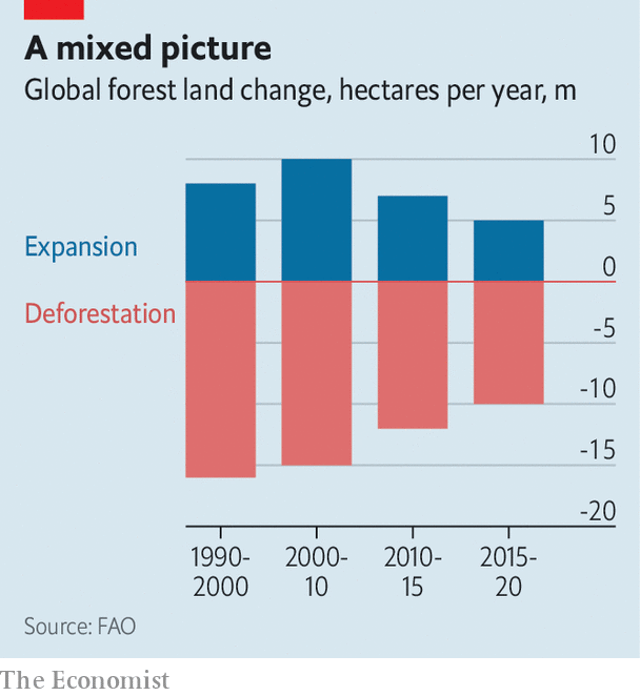 A mixed picture
Global forest land change, hectares per year, m
10
5
Expansion
0
Deforestation
-5
-10
-15
-20
1990-
2000
2000-
10
2010-
15
2015-
20
Source: FAO
The Economist